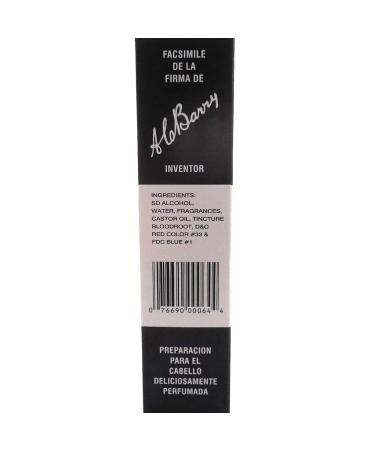 FACSIMILE
DE LA
FIRMA DE
AlBarry
INVENTOR
INGREDIENTS:
SD ALCOHOL,
WATER, FRAGRANCES,
CASTOR OIL, TINCTURE
BLOODROOT, D&C
RED COLOR #33 &
FDC BLUE #1
0 76690 00064 4
PREPARACION
PARA EL
CABELLO
DELICIOSAMENTE
PERFUMADA